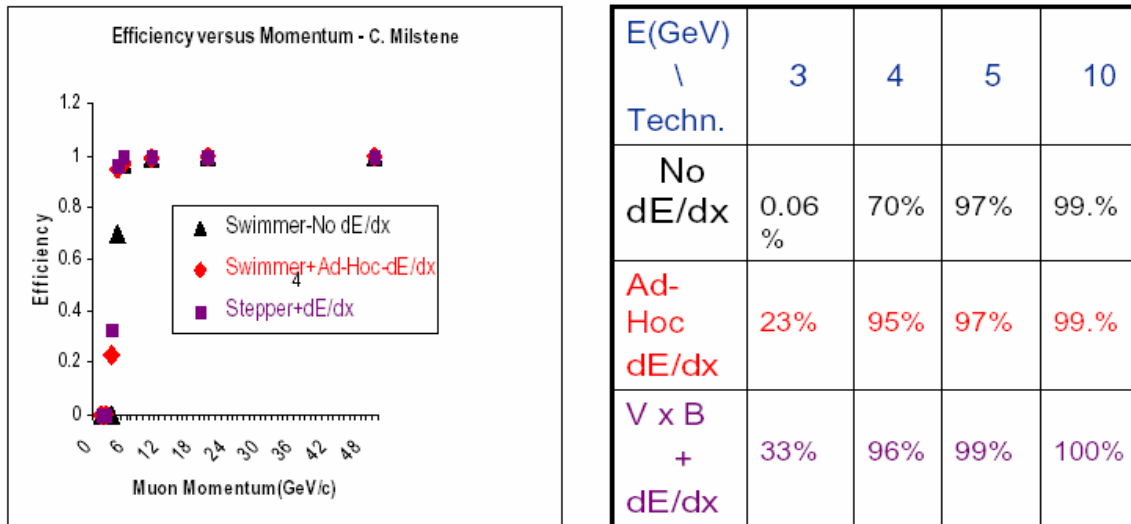 Efficiency versus Momentum - C. Milstene
1.2
1
0.8
0.6
0.4
0.2
0
Efficiency
Swimmer-No dE/dx
Swimmer+Ad-Hoc-dE/dx
4
Stepper+dE/dx
0 6 12 18 24 30 36 42 48
Muon Momentum(GeV/c)
E(GeV)
\ 3 4 5 10
Techn.
No
dE/dx 0.06 70% 97% 99.%
%
Ad-
Hoc 23% 95% 97% 99.%
dE/dx
V x B
+ 33% 96% 99% 100%
dE/dx